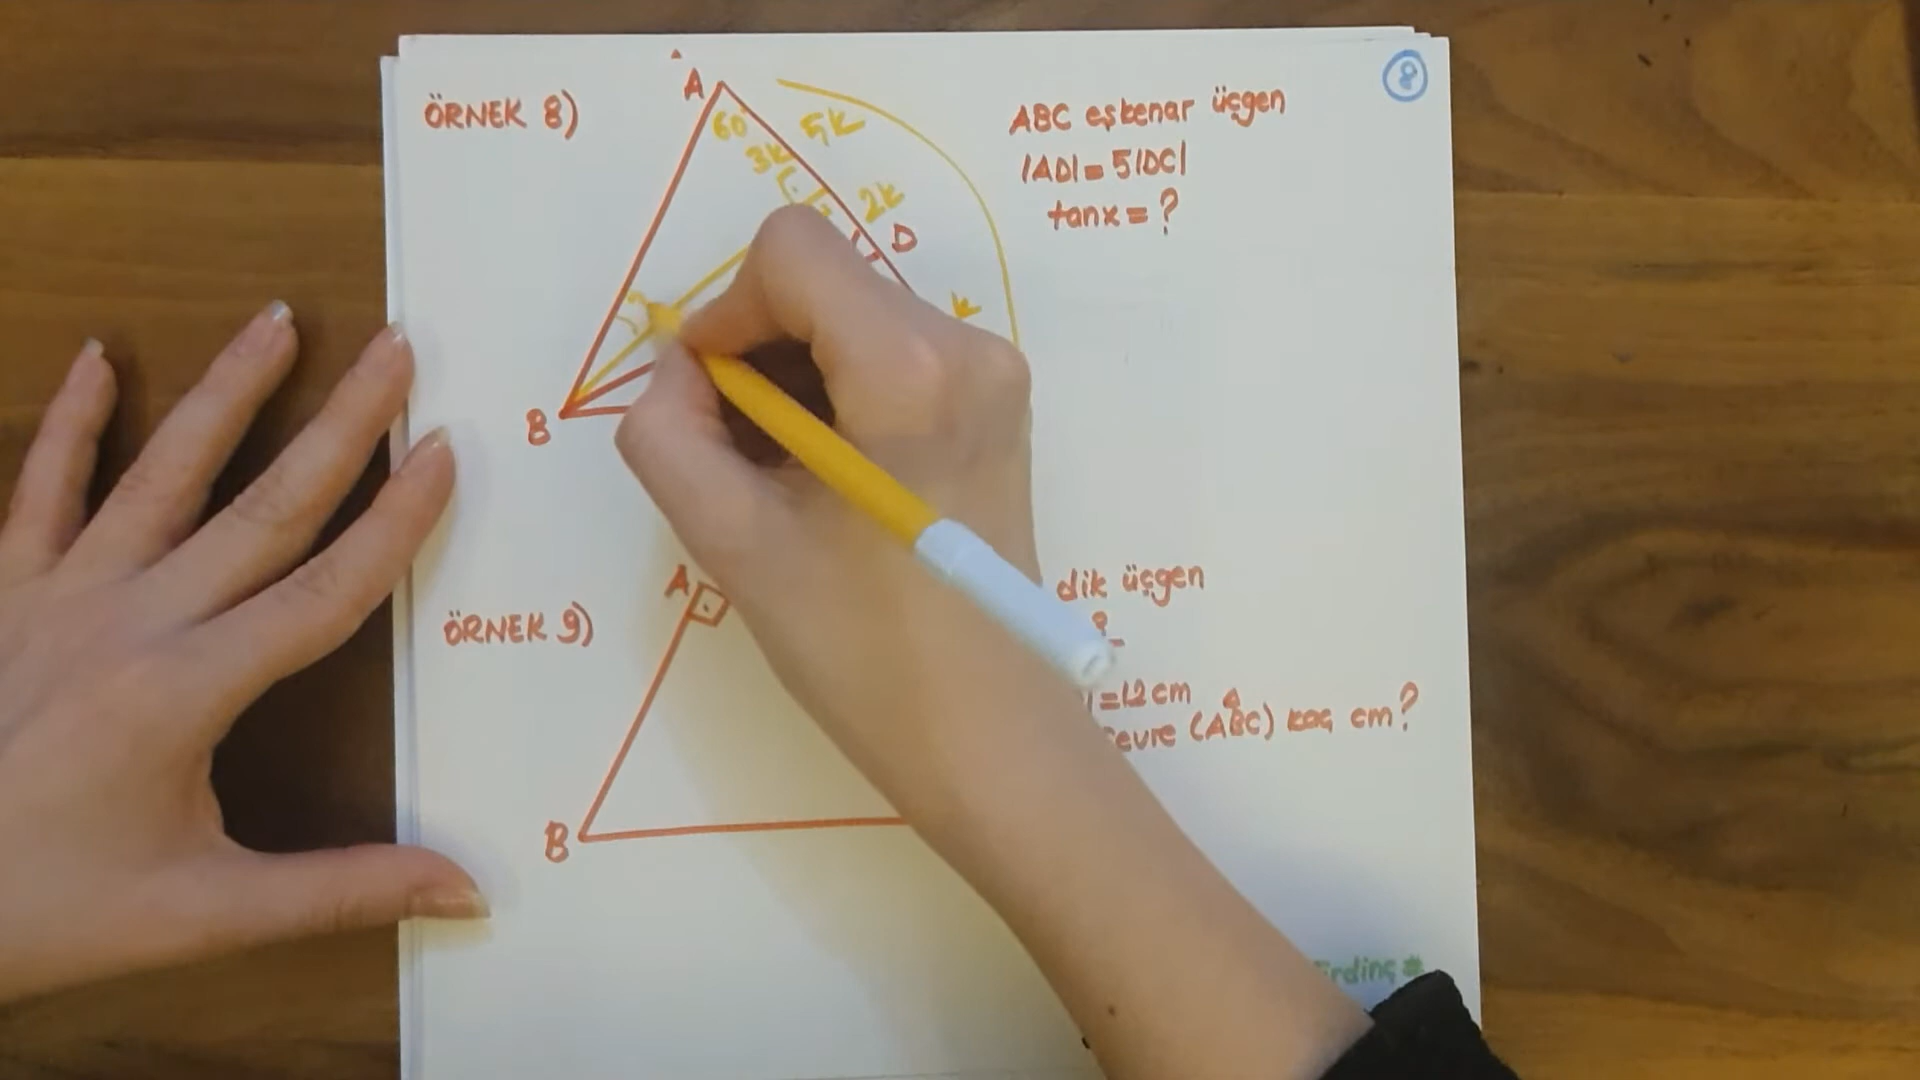 8
ÖRNEK 8)
A
60
5k
3k
2k
D
k
B
ABC eşkenar üçgen
|AD| = 5|DC|
tanx = ?
ÖRNEK 9)
A
B
dik üçgen
= 12 cm
Çevre (ABC) kaç cm?